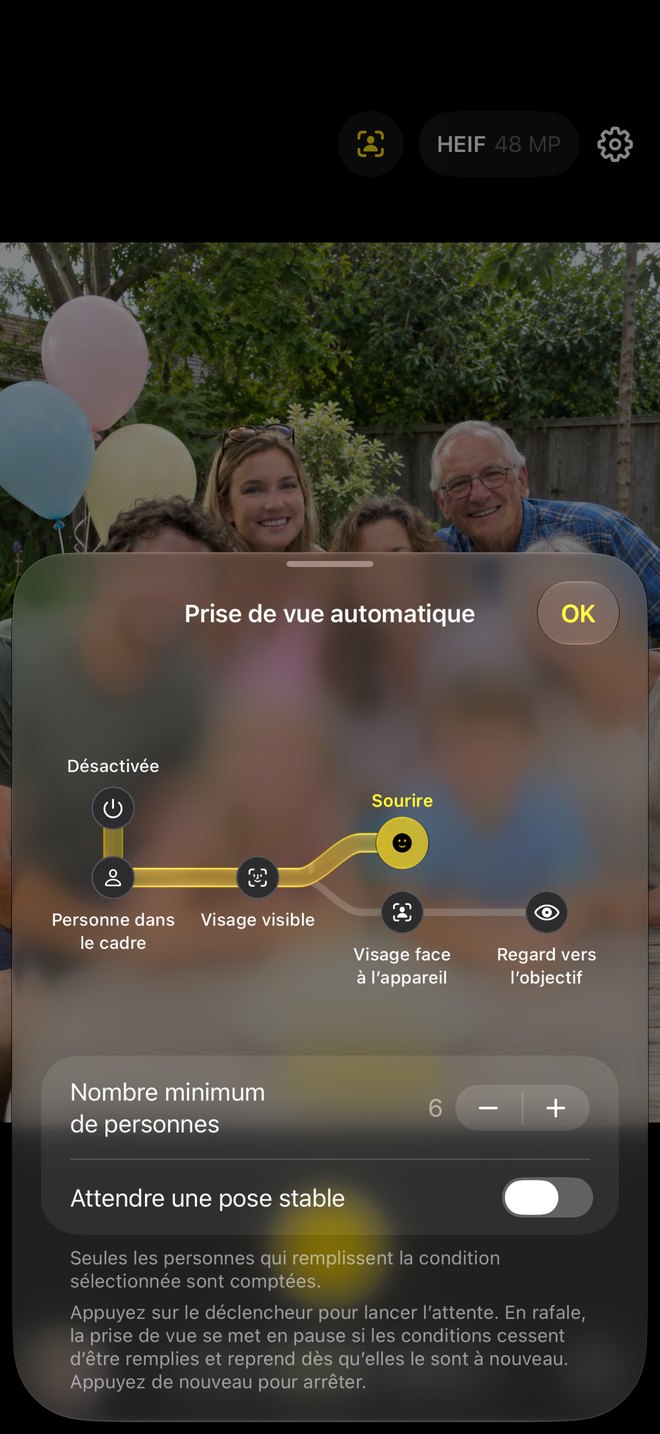 HEIF 48 MP
Prise de vue automatique
OK
Désactivée
Sourire
Personne dans
le cadre
Visage visible
Visage face
à l’appareil
Regard vers
l’objectif
Nombre minimum
de personnes
6
Attendre une pose stable
Seules les personnes qui remplissent la condition
sélectionnée sont comptées.
Appuyez sur le déclencheur pour lancer l’attente. En rafale,
la prise de vue se met en pause si les conditions cessent
d’être remplies et reprend dès qu’elles le sont à nouveau.
Appuyez de nouveau pour arrêter.